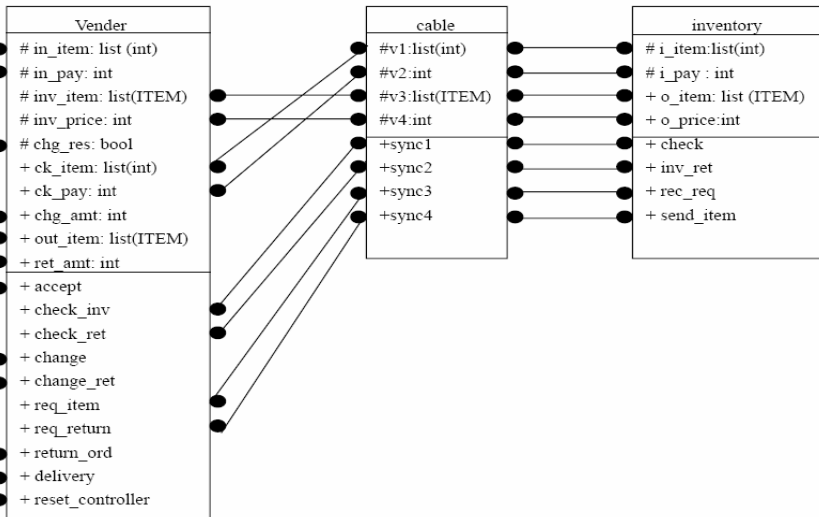 Vender
# in_item: list (int)
# in_pay: int
# inv_item: list(ITEM)
# inv_price: int
# chg_res: bool
+ ck_item: list(int)
+ ck_pay: int
+ chg_amt: int
+ out_item: list(ITEM)
+ ret_amt: int
+ accept
+ check_inv
+ check_ret
+ change
+ change_ret
+ req_item
+ req_return
+ return_ord
+ delivery
+ reset_controller
cable
#v1:list(int)
#v2:int
#v3:list(ITEM)
#v4:int
+sync1
+sync2
+sync3
+sync4
inventory
# i_item:list(int)
# i_pay : int
+ o_item: list (ITEM)
+ o_price:int
+ check
+ inv_ret
+ rec_req
+ send_item